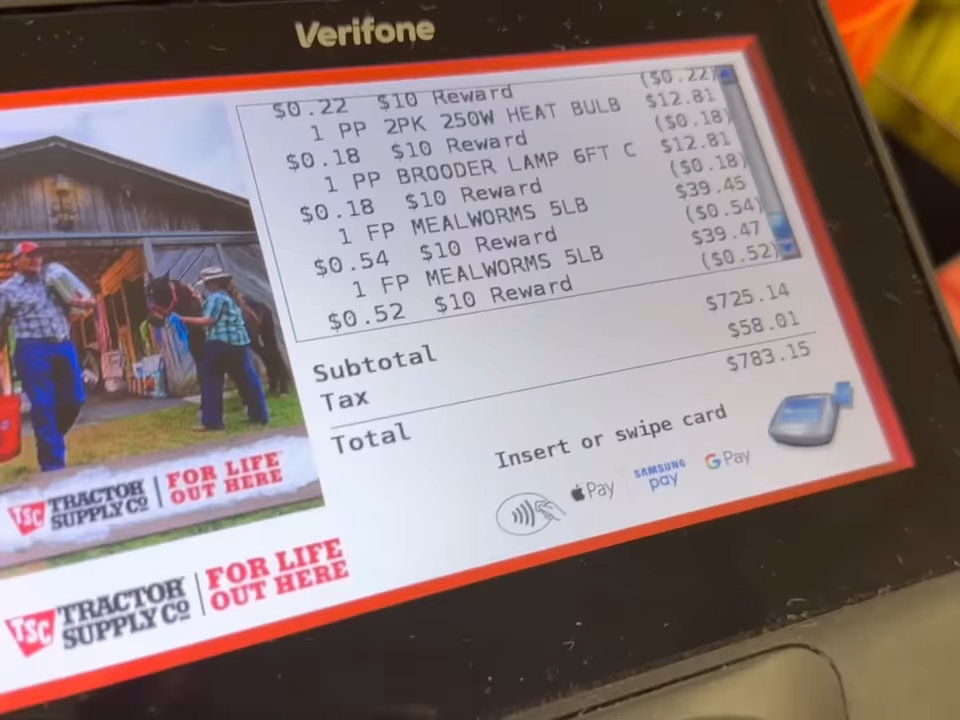 Verifone
$0.22 $10 Reward ($0.22)
1 PP 2PK 250W HEAT BULB $12.81
$0.18 $10 Reward ($0.18)
1 PP BROODER LAMP 6FT C $12.81
$0.18 $10 Reward ($0.18)
1 FP MEALWORMS 5LB $39.45
$0.54 $10 Reward ($0.54)
1 FP MEALWORMS 5LB $39.47
$0.52 $10 Reward ($0.52)
Subtotal $725.14
Tax $58.01
Total $783.15
Insert or swipe card
Pay SAMSUNG pay G Pay
TSC TRACTOR SUPPLY CO FOR LIFE OUT HERE
TSC TRACTOR SUPPLY CO FOR LIFE OUT HERE